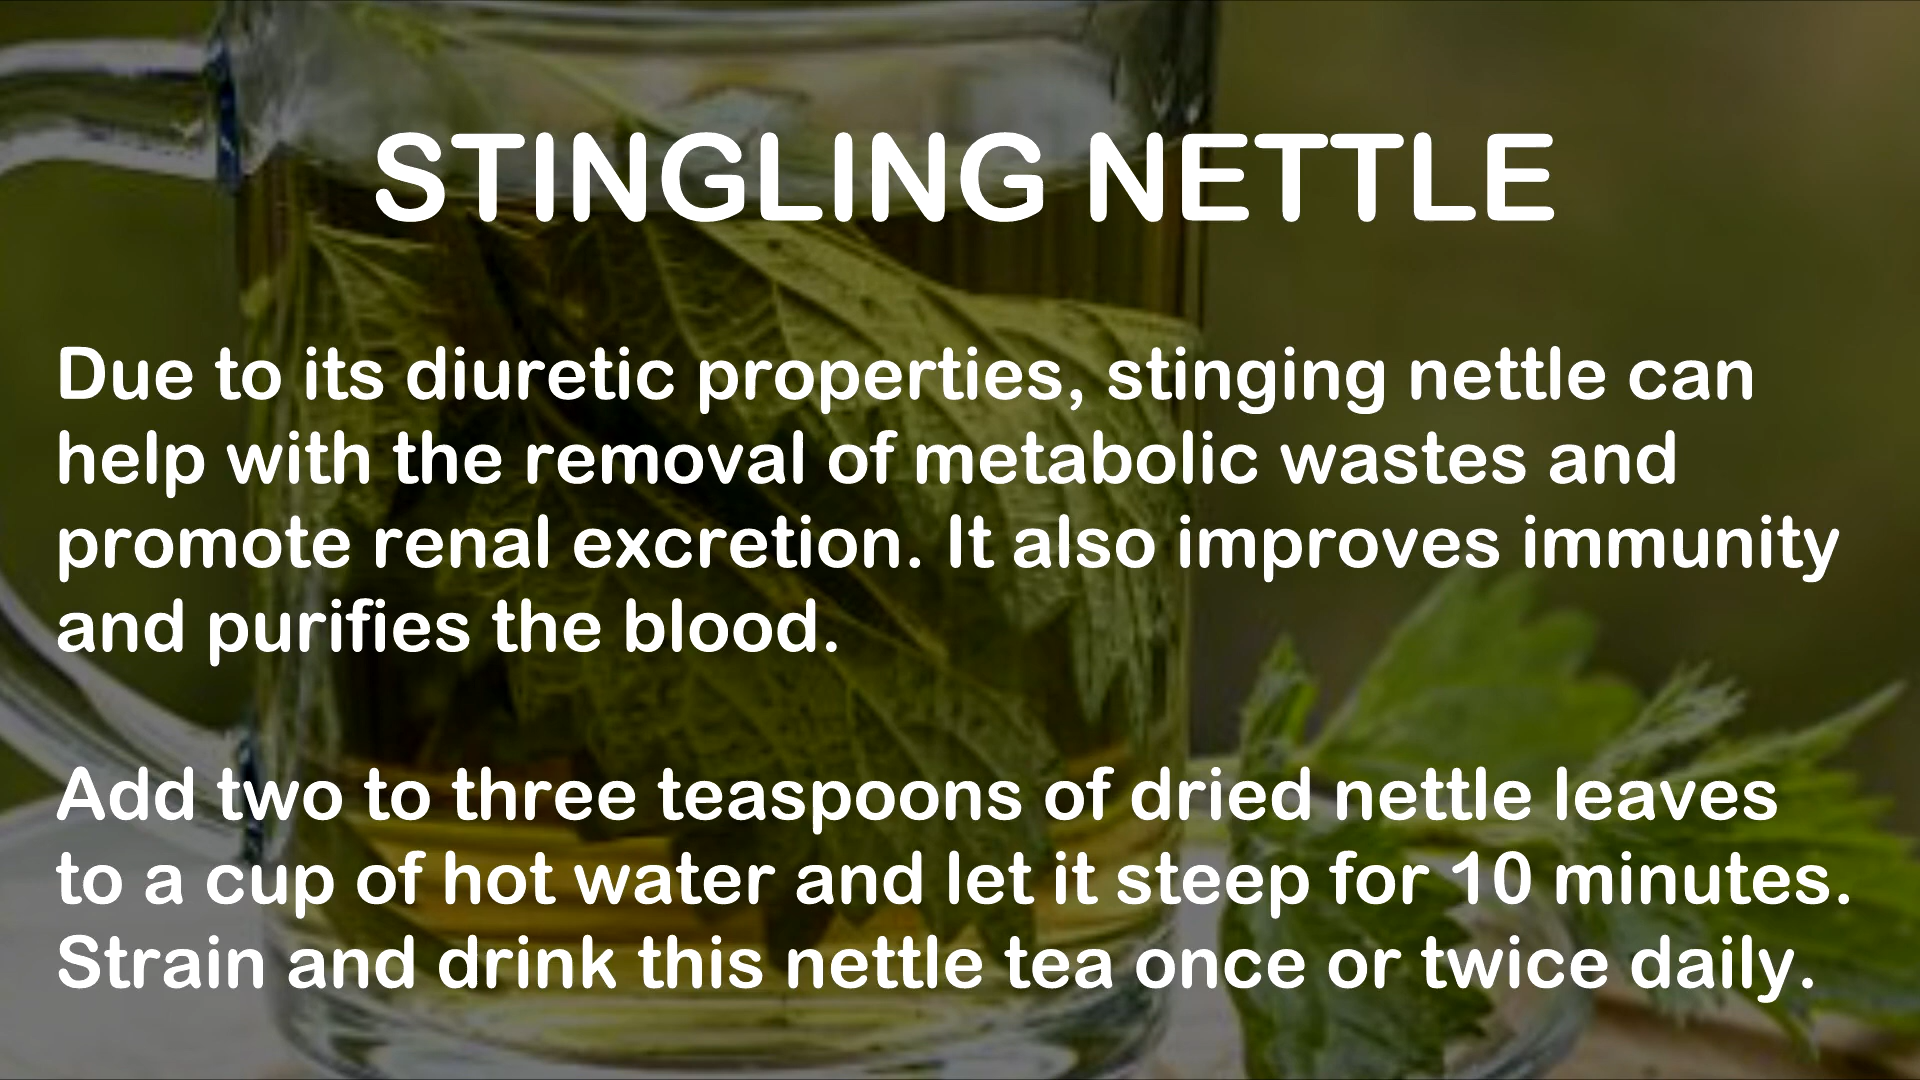 STINGLING NETTLE
Due to its diuretic properties, stinging nettle can
help with the removal of metabolic wastes and
promote renal excretion. It also improves immunity
and purifies the blood.
Add two to three teaspoons of dried nettle leaves
to a cup of hot water and let it steep for 10 minutes.
Strain and drink this nettle tea once or twice daily.